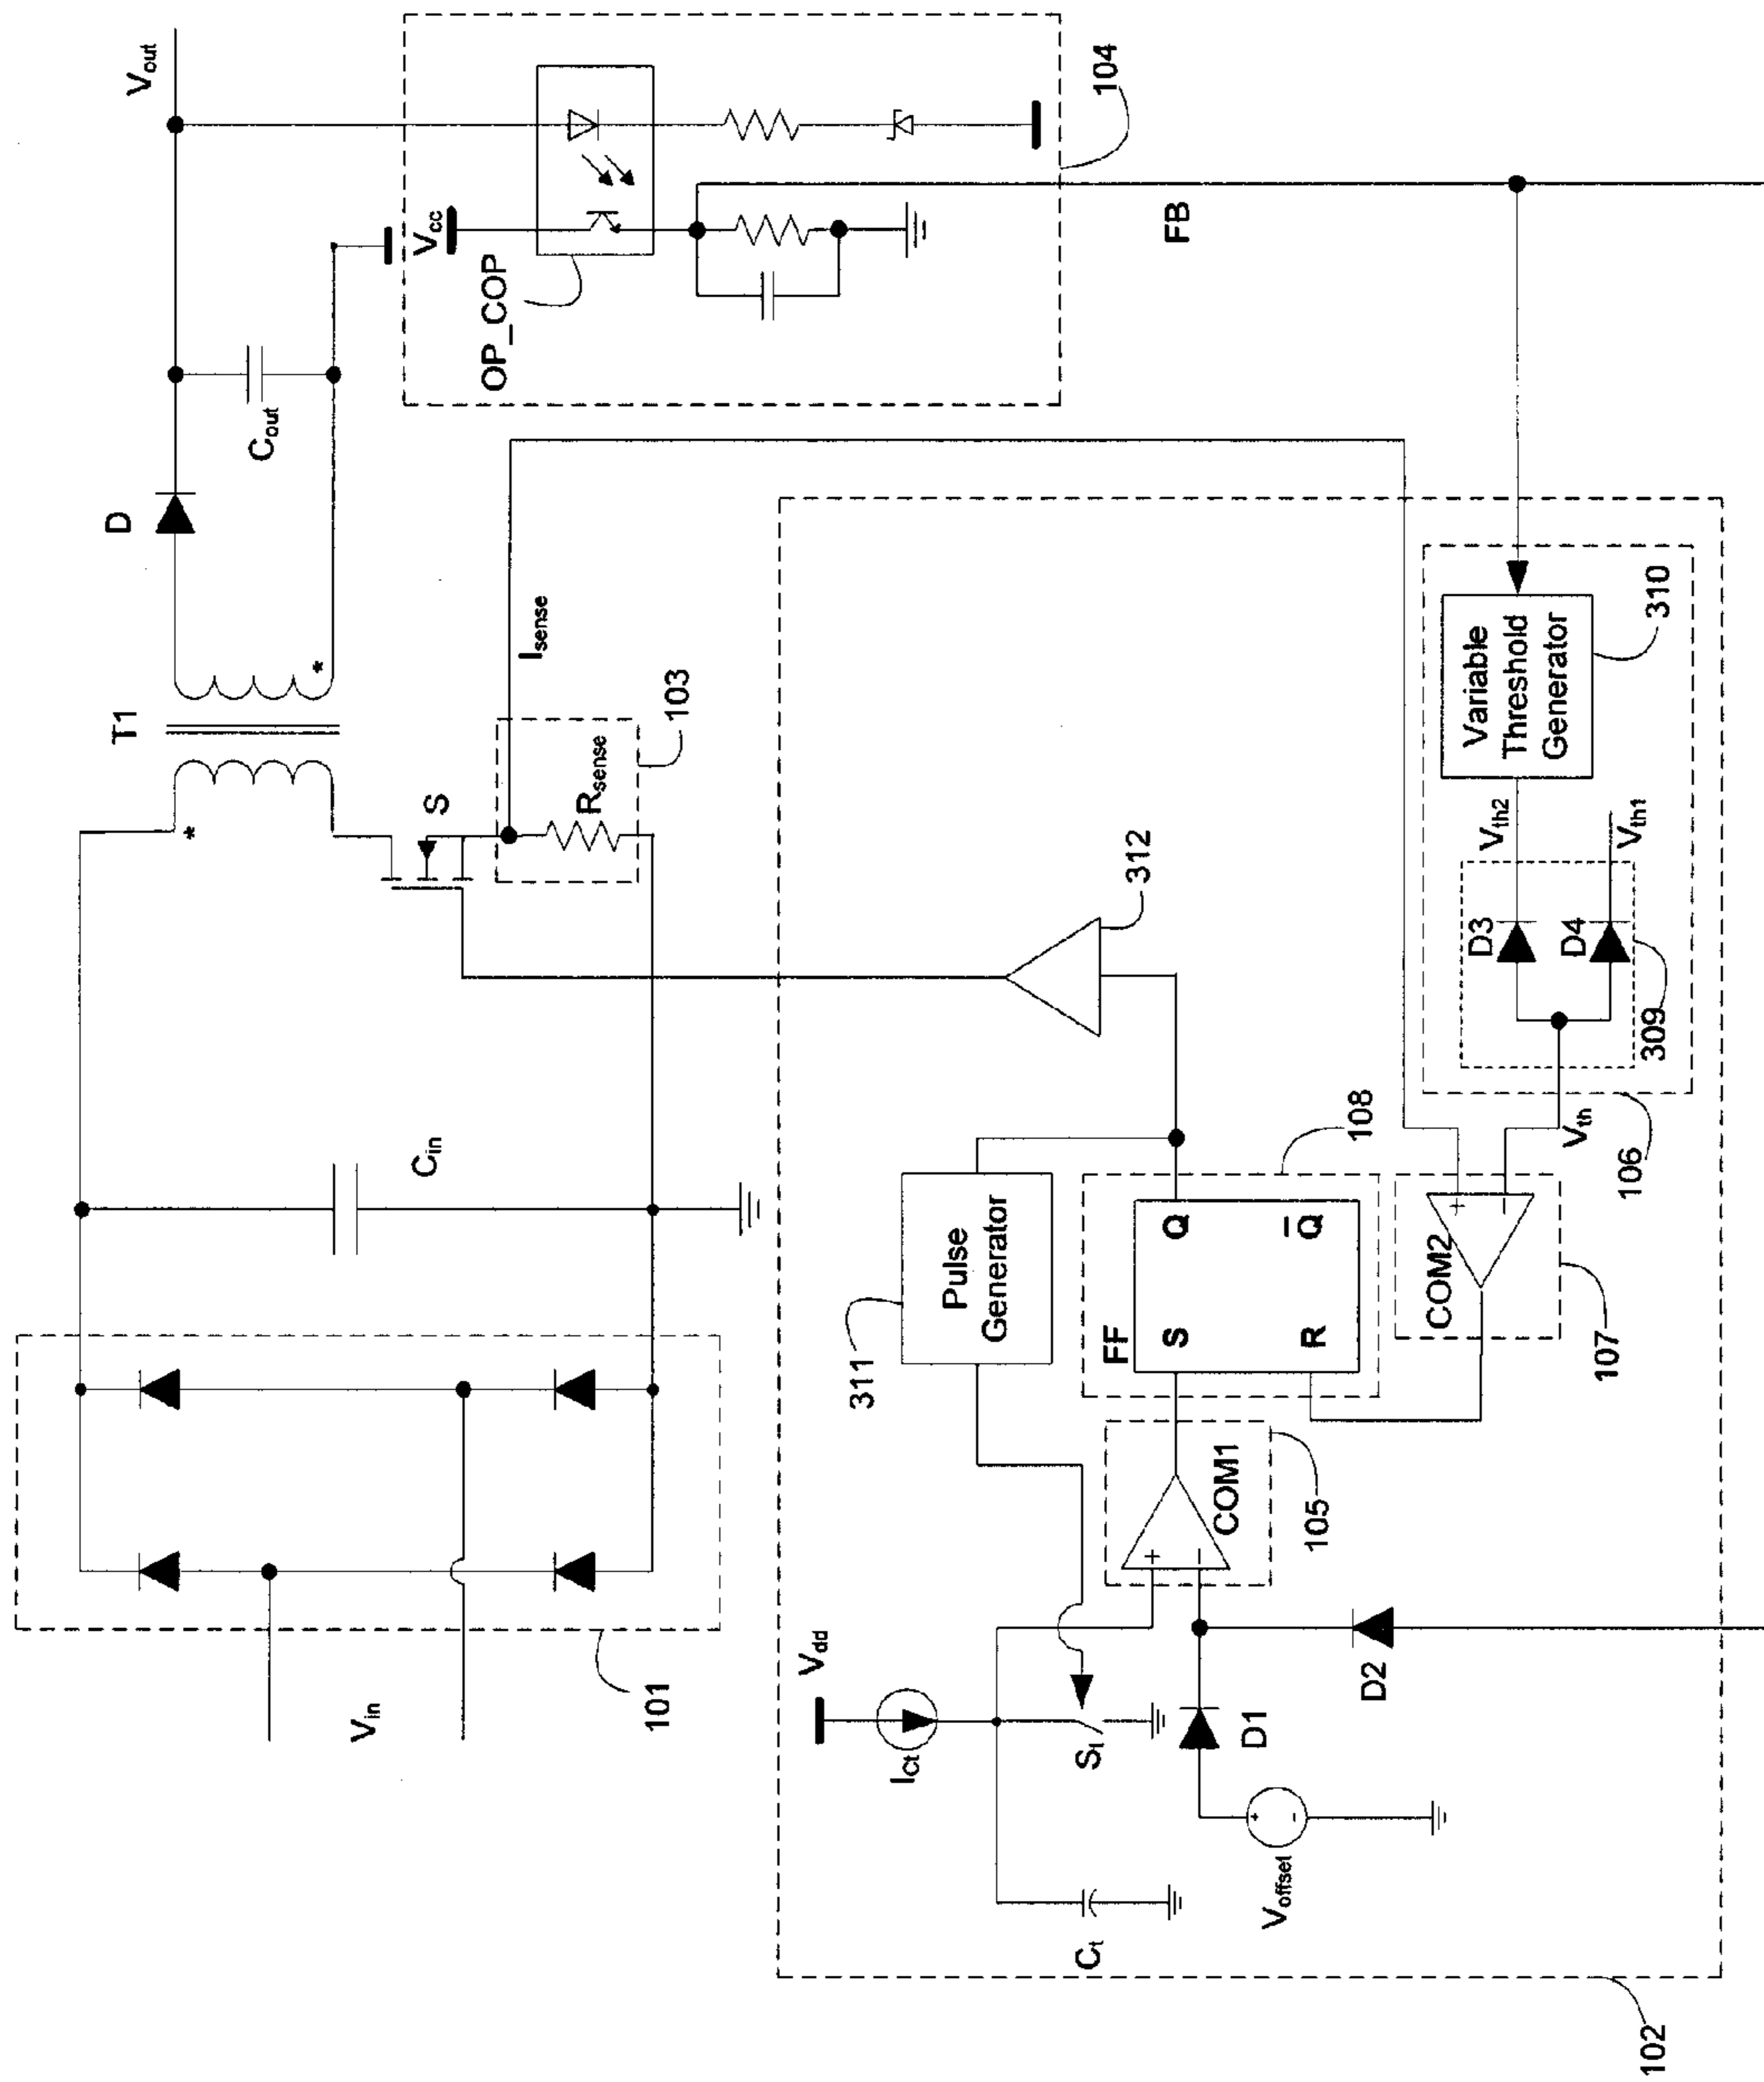 101
Vin
Cin
T1
*
*
D
Cout
Vout
S
Rsense
103
Isense
Vcc
OP_COP
104
FB
Vdd
Ict
Ct
St
Voffset
+
-
D1
D2
311
Pulse
Generator
312
+
−
COM1
105
FF
S
Q
R
Q̅
108
COM2
+
−
107
Vth
106
309
D3
D4
Vth2
Vth1
Variable
Threshold
Generator
310
102